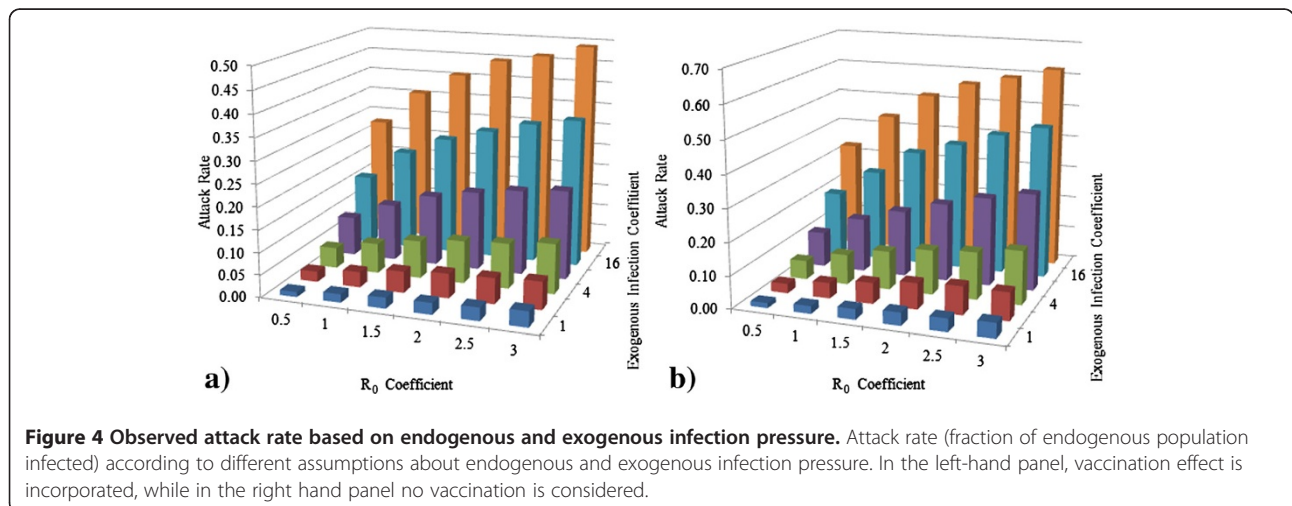 0.50
0.45
0.40
0.35
0.30
0.25
0.20
0.15
0.10
0.05
0.00
Attack Rate
0.5 1 1.5 2 2.5 3
R0 Coefficient
1 4 16
Exogenous Infection Coeffitient
a)
0.70
0.60
0.50
0.40
0.30
0.20
0.10
0.00
Attack Rate
0.5 1 1.5 2 2.5 3
R0 Coefficient
1 4 16
Exogenous Infection Coefficient
b)
Figure 4 Observed attack rate based on endogenous and exogenous infection pressure. Attack rate (fraction of endogenous population
infected) according to different assumptions about endogenous and exogenous infection pressure. In the left-hand panel, vaccination effect is
incorporated, while in the right hand panel no vaccination is considered.